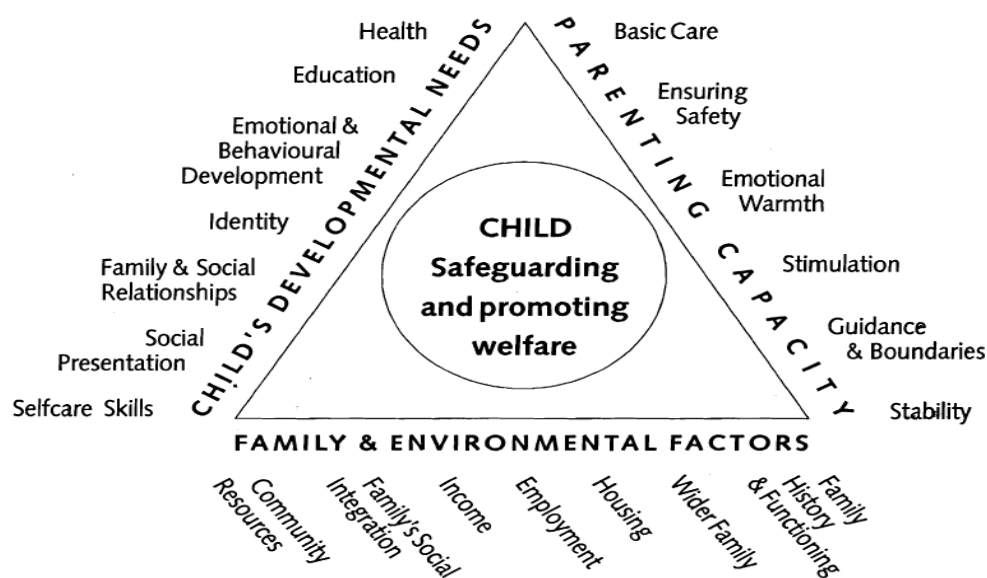 Health
Education
Emotional &
Behavioural
Development
Identity
Family & Social
Relationships
Social
Presentation
Selfcare Skills
CHILD'S DEVELOPMENTAL NEEDS
PARENTING CAPACITY
Basic Care
Ensuring
Safety
Emotional
Warmth
Stimulation
Guidance
& Boundaries
Stability
CHILD
Safeguarding
and promoting
welfare
FAMILY & ENVIRONMENTAL FACTORS
Community
Resources
Family's Social
Integration
Income
Employment
Housing
Wider Family
Family
History
& Functioning